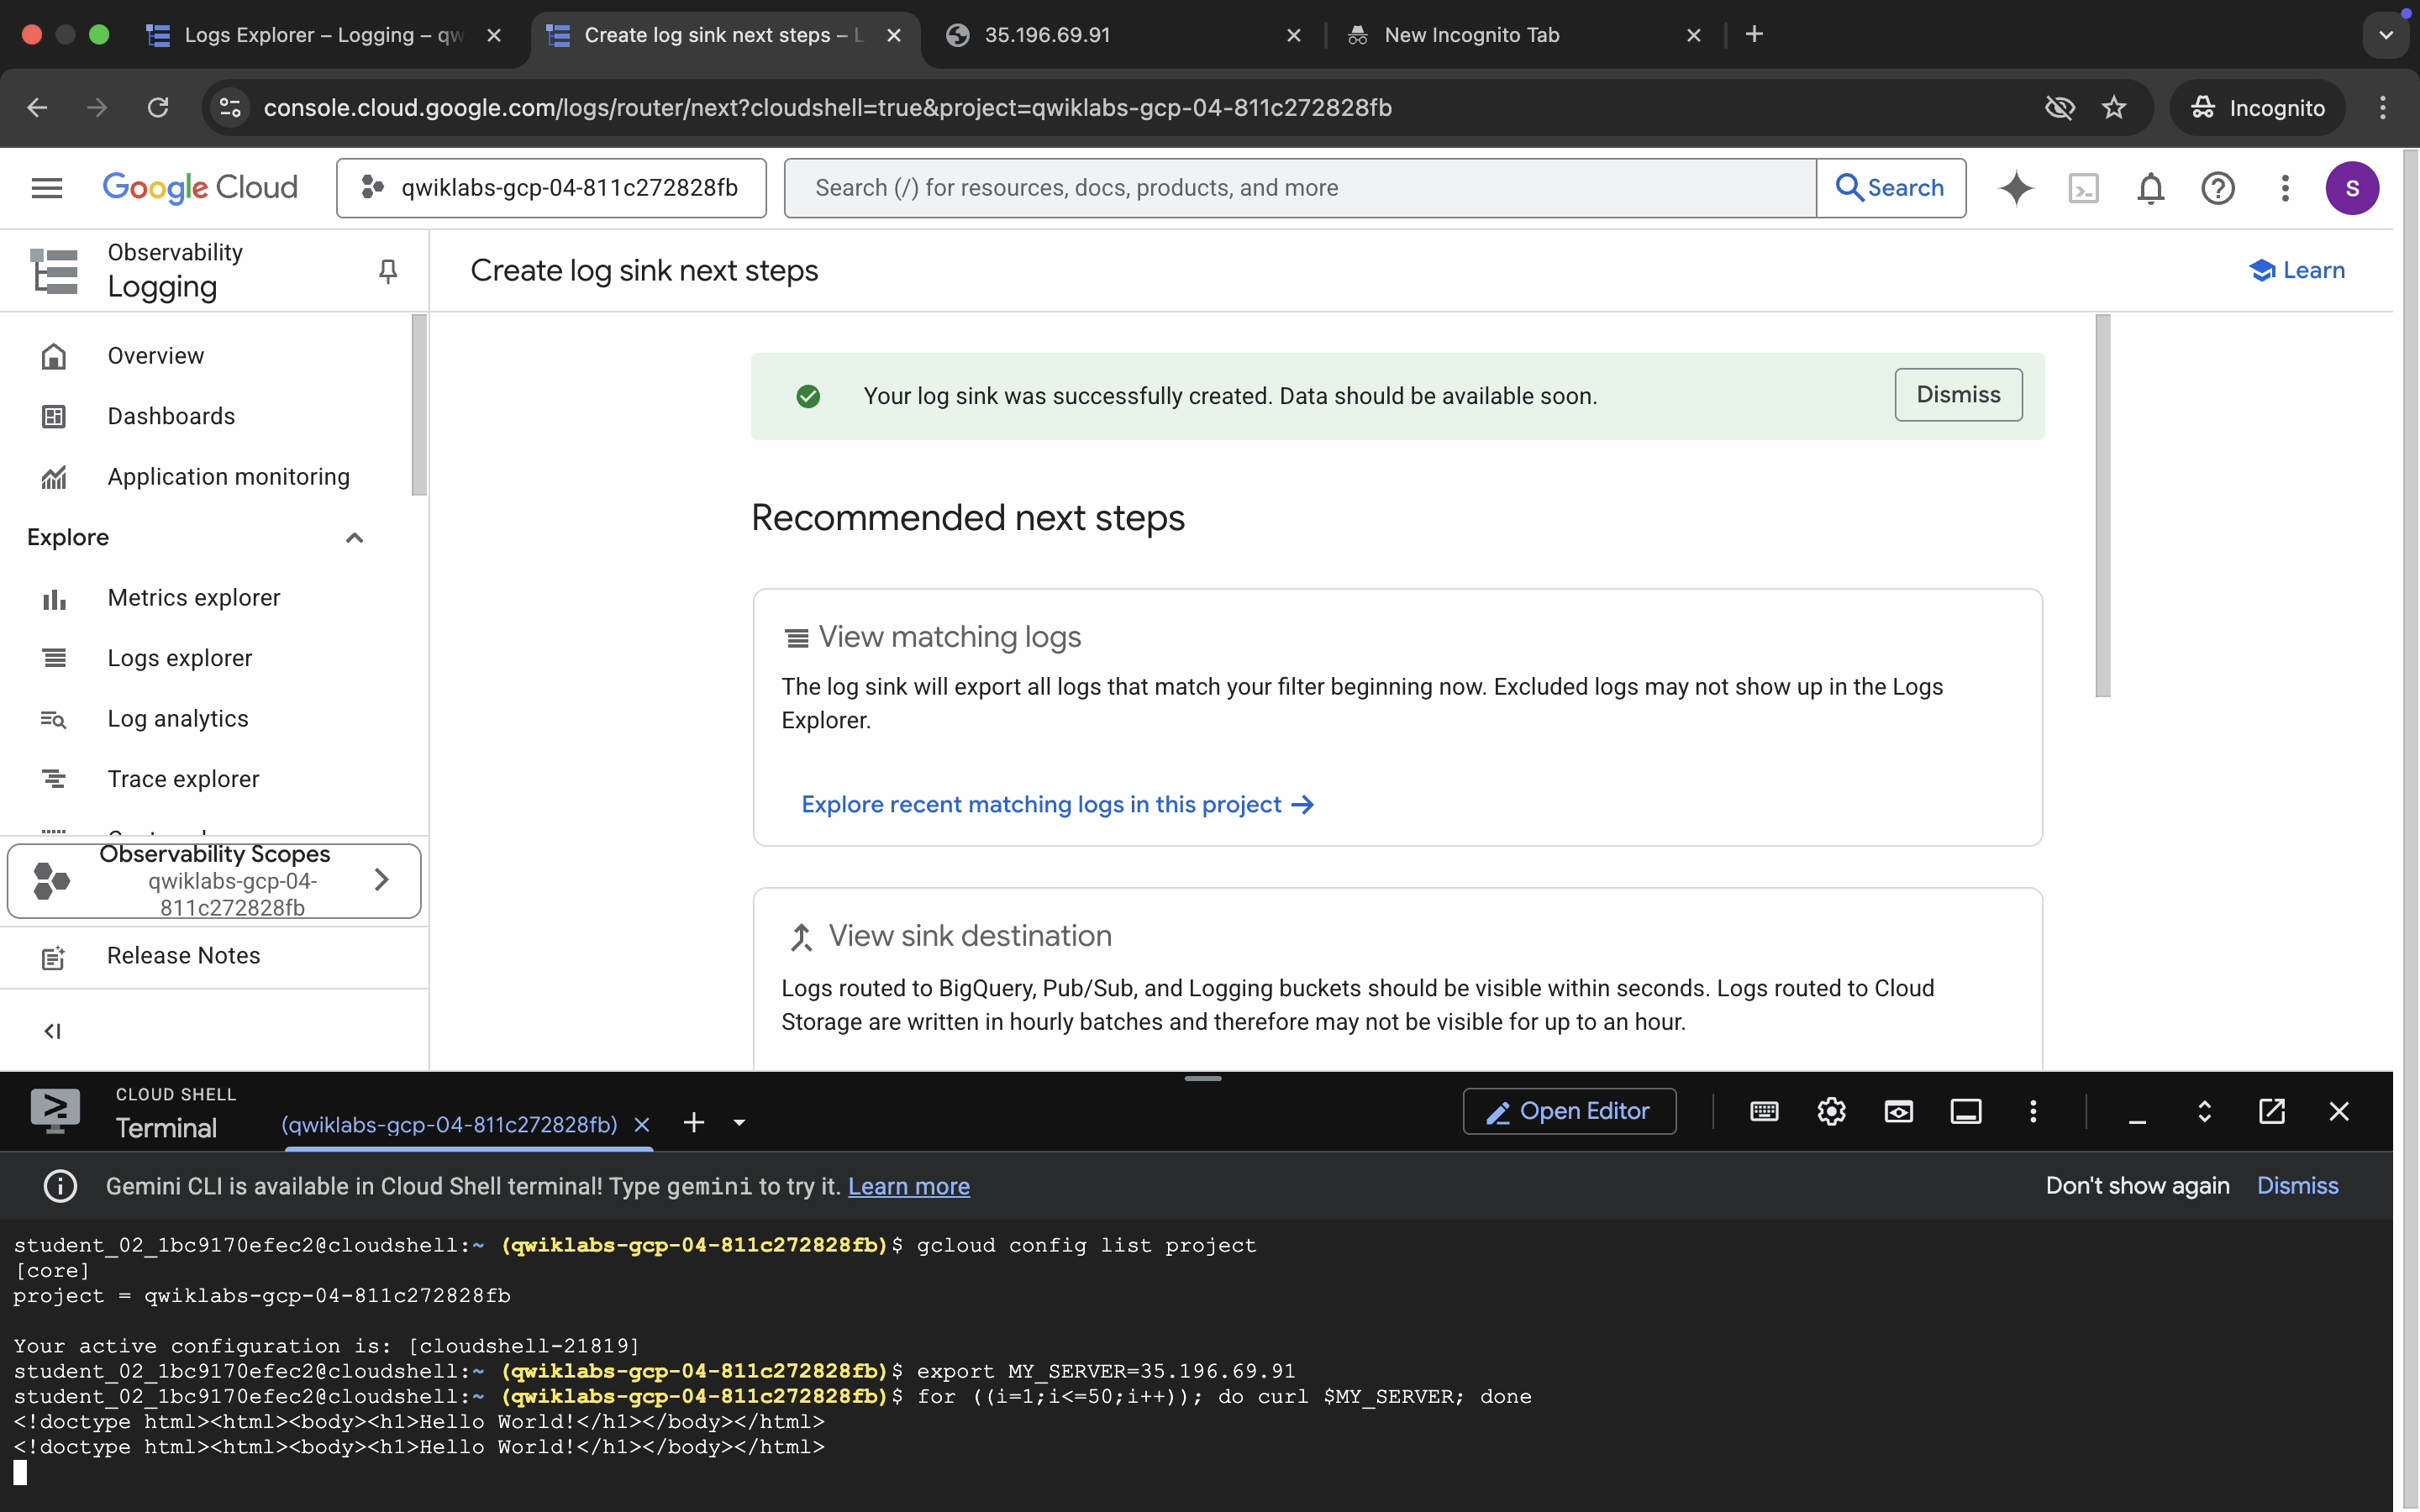 Logs Explorer – Logging – qw
Create log sink next steps – L
35.196.69.91
New Incognito Tab
console.cloud.google.com/logs/router/next?cloudshell=true&project=qwiklabs-gcp-04-811c272828fb
Incognito
Google Cloud
qwiklabs-gcp-04-811c272828fb
Search (/) for resources, docs, products, and more
Search
S
Observability
Logging
Create log sink next steps
Learn
Overview
Dashboards
Application monitoring
Explore
Metrics explorer
Logs explorer
Log analytics
Trace explorer
Observability Scopes
qwiklabs-gcp-04-
811c272828fb
Release Notes
Your log sink was successfully created. Data should be available soon.
Dismiss
Recommended next steps
View matching logs
The log sink will export all logs that match your filter beginning now. Excluded logs may not show up in the Logs
Explorer.
Explore recent matching logs in this project
View sink destination
Logs routed to BigQuery, Pub/Sub, and Logging buckets should be visible within seconds. Logs routed to Cloud
Storage are written in hourly batches and therefore may not be visible for up to an hour.
CLOUD SHELL
Terminal
(qwiklabs-gcp-04-811c272828fb)
Open Editor
Gemini CLI is available in Cloud Shell terminal! Type gemini to try it. Learn more
Don't show again
Dismiss
student_02_1bc9170efec2@cloudshell:~ (qwiklabs-gcp-04-811c272828fb)$ gcloud config list project
[core]
project = qwiklabs-gcp-04-811c272828fb
Your active configuration is: [cloudshell-21819]
student_02_1bc9170efec2@cloudshell:~ (qwiklabs-gcp-04-811c272828fb)$ export MY_SERVER=35.196.69.91
student_02_1bc9170efec2@cloudshell:~ (qwiklabs-gcp-04-811c272828fb)$ for ((i=1;i<=50;i++)); do curl $MY_SERVER; done
<!doctype html><html><body><h1>Hello World!</h1></body></html>
<!doctype html><html><body><h1>Hello World!</h1></body></html>